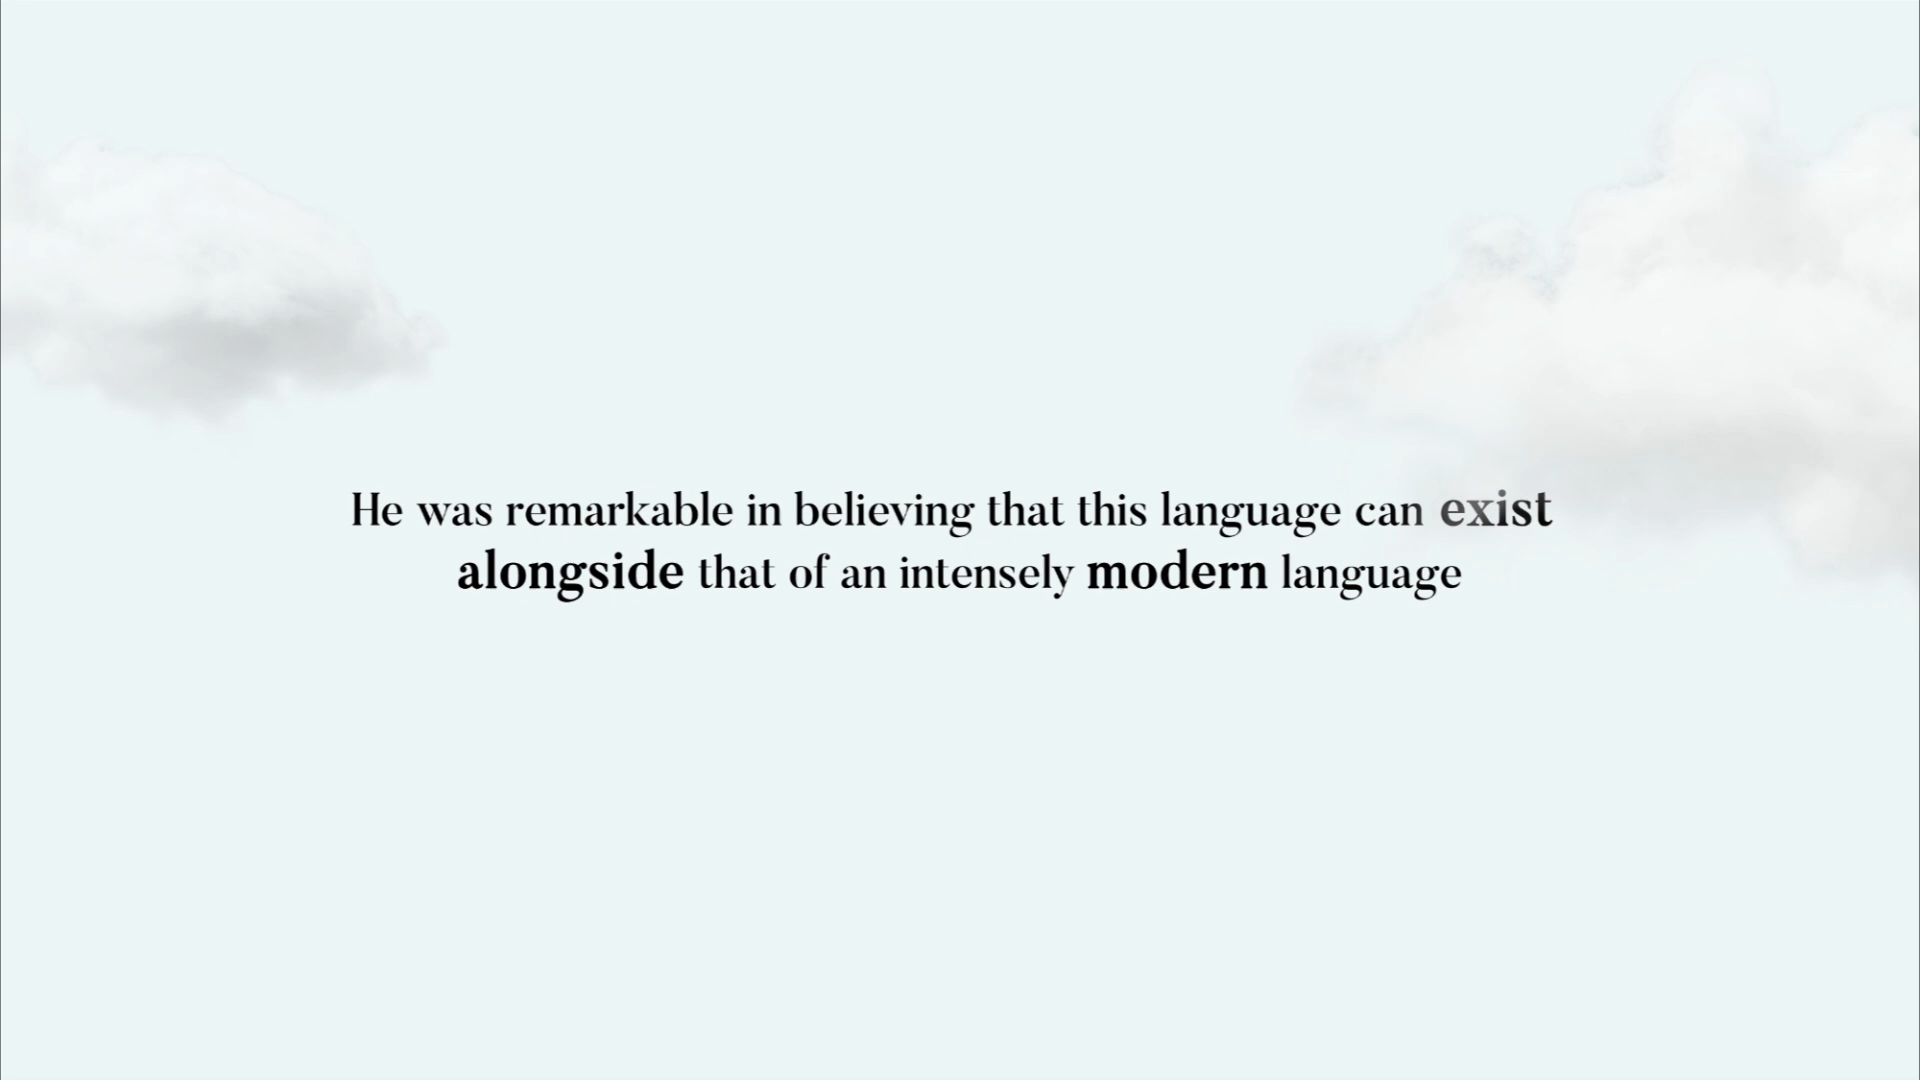 He was remarkable in believing that this language can exist
alongside that of an intensely modern language